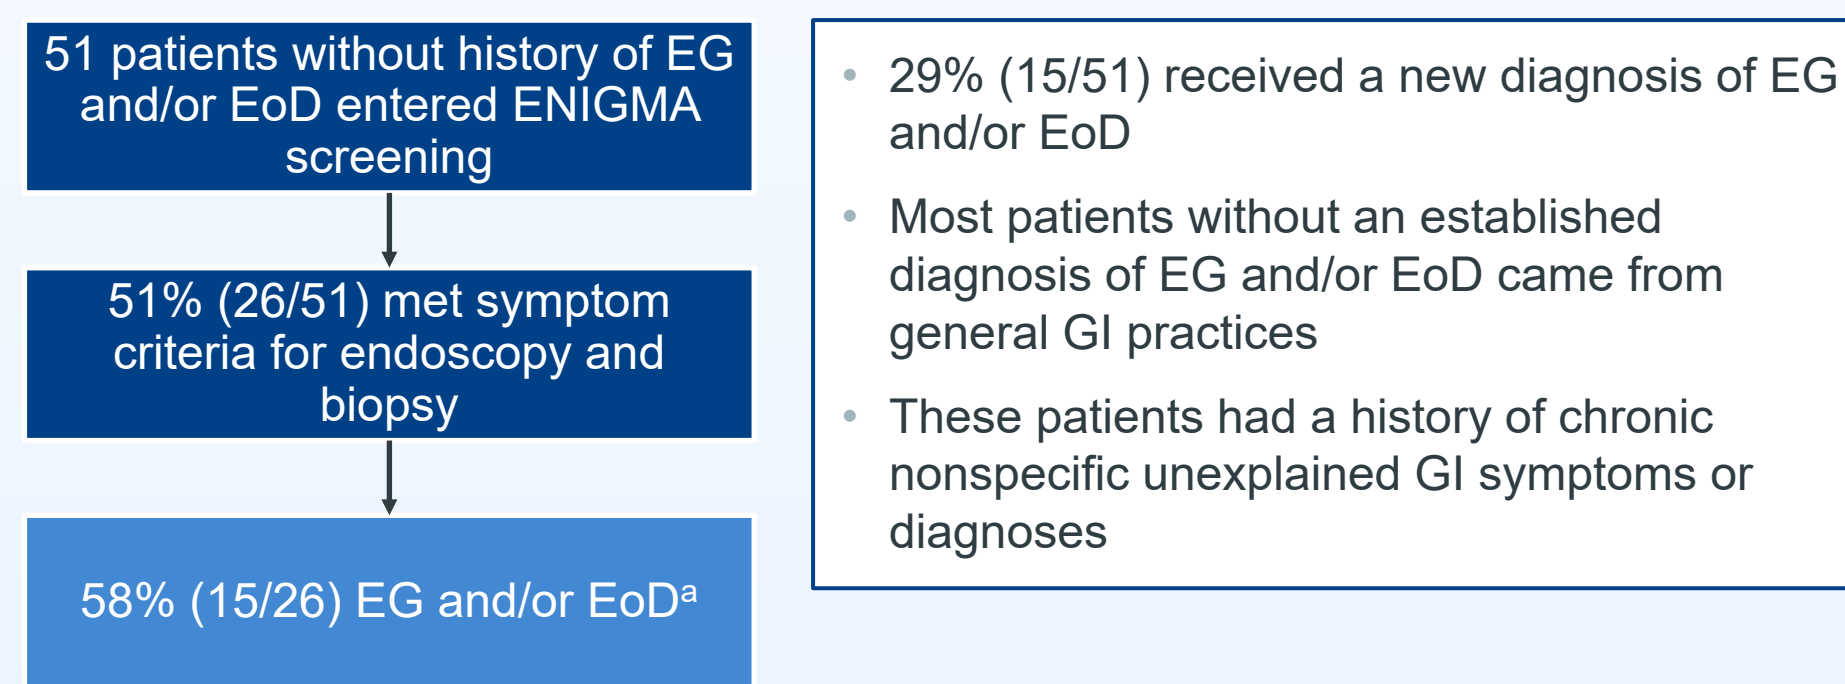 51 patients without history of EG
and/or EoD entered ENIGMA
screening
51% (26/51) met symptom
criteria for endoscopy and
biopsy
58% (15/26) EG and/or EoDᵃ
• 29% (15/51) received a new diagnosis of EG
and/or EoD
• Most patients without an established
diagnosis of EG and/or EoD came from
general GI practices
• These patients had a history of chronic
nonspecific unexplained GI symptoms or
diagnoses